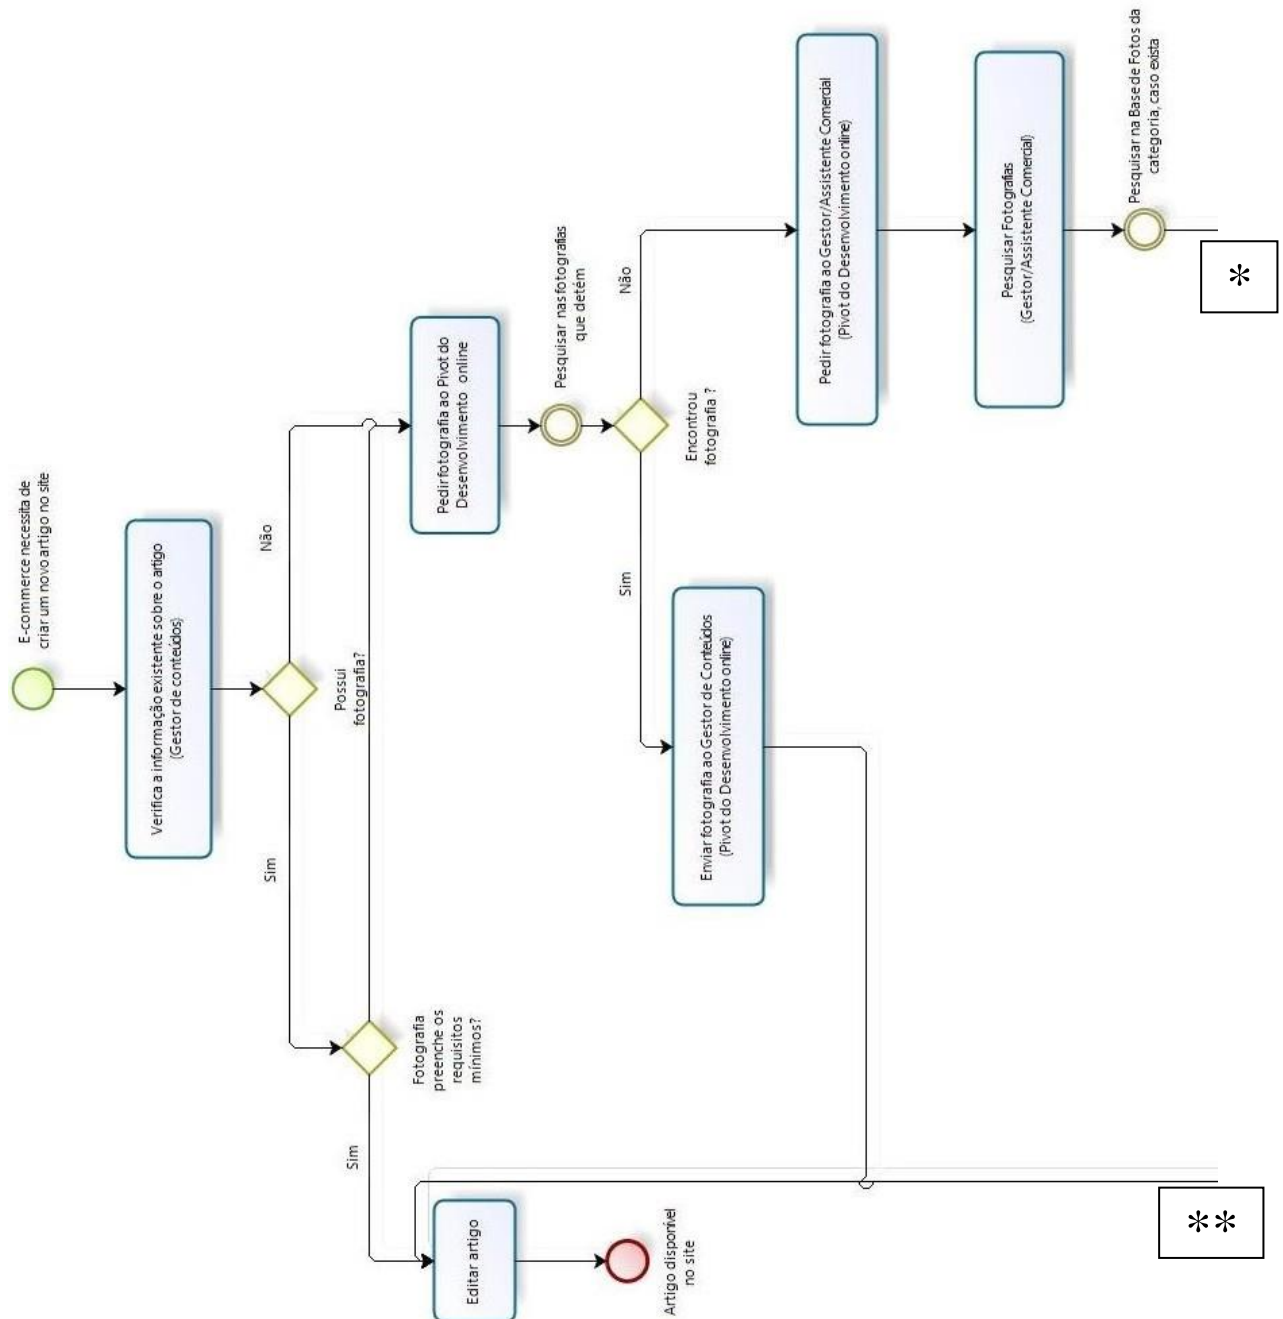 E-commerce necessita de
criar um novo artigo no site
Verifica a informação existente sobre o artigo
(Gestor de conteúdos)
Possui
fotografia?
Sim
Não
Fotografia
preenche os
requisitos
mínimos?
Sim
Editar artigo
Artigo disponível
no site
Pedir fotografia ao Pivot do
Desenvolvimento online
Pesquisar nas fotografias
que detém
Encontrou
fotografia ?
Sim
Não
Enviar fotografia ao Gestor de Conteúdos
(Pivot do Desenvolvimento online)
Pedir fotografia ao Gestor/Assistente Comercial
(Pivot do Desenvolvimento online)
Pesquisar Fotografias
(Gestor/Assistente Comercial)
Pesquisar na Base de Fotos da
categoria, caso exista
*
**